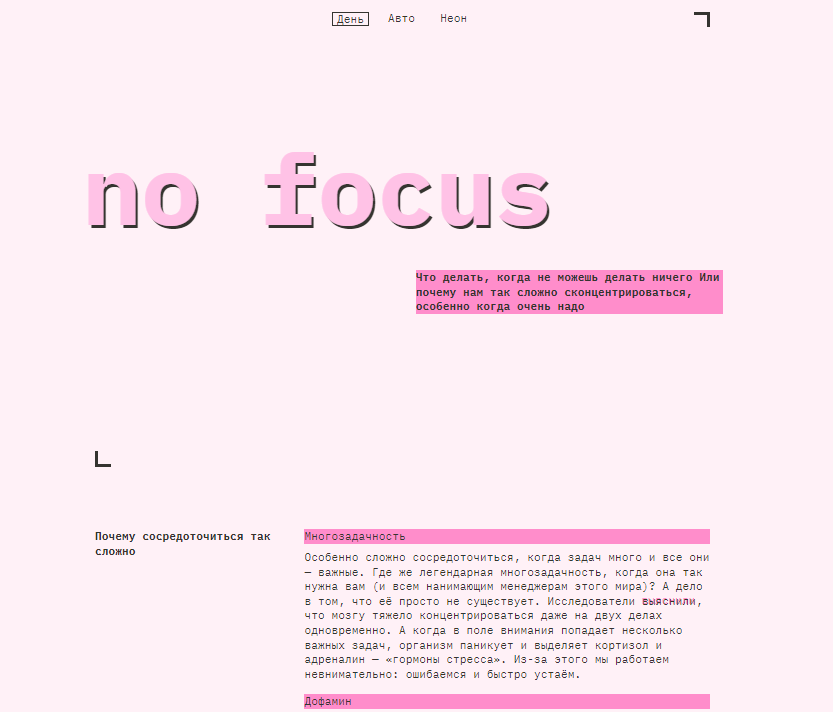 День Авто Неон
no focus
Что делать, когда не можешь делать ничего Или
почему нам так сложно сконцентрироваться,
особенно когда очень надо
Почему сосредоточиться так
сложно
Многозадачность
Особенно сложно сосредоточиться, когда задач много и все они
— важные. Где же легендарная многозадачность, когда она так
нужна вам (и всем нанимающим менеджерам этого мира)? А дело
в том, что её просто не существует. Исследователи выяснили,
что мозгу тяжело концентрироваться даже на двух делах
одновременно. А когда в поле внимания попадает несколько
важных задач, организм паникует и выделяет кортизол и
адреналин — «гормоны стресса». Из-за этого мы работаем
невнимательно: ошибаемся и быстро устаём.
Дофамин